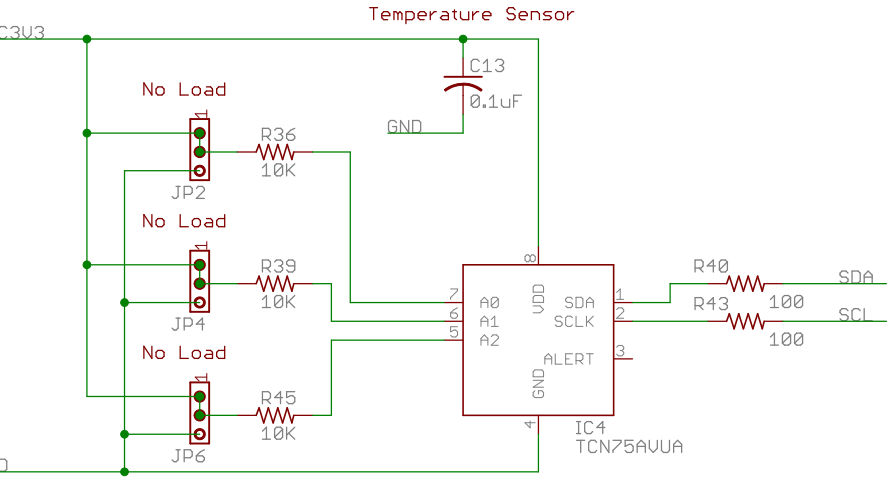 Temperature Sensor
C3V3
C13
0.1uF
GND
No Load
1
R36
10K
JP2
No Load
1
R39
10K
JP4
No Load
1
R45
10K
JP6
8
VDD
7
A0
6
A1
5
A2
SDA
1
SCLK
2
ALERT
3
GND
4
IC4
TCN75AVUA
R40
100
SDA
R43
100
SCL
D